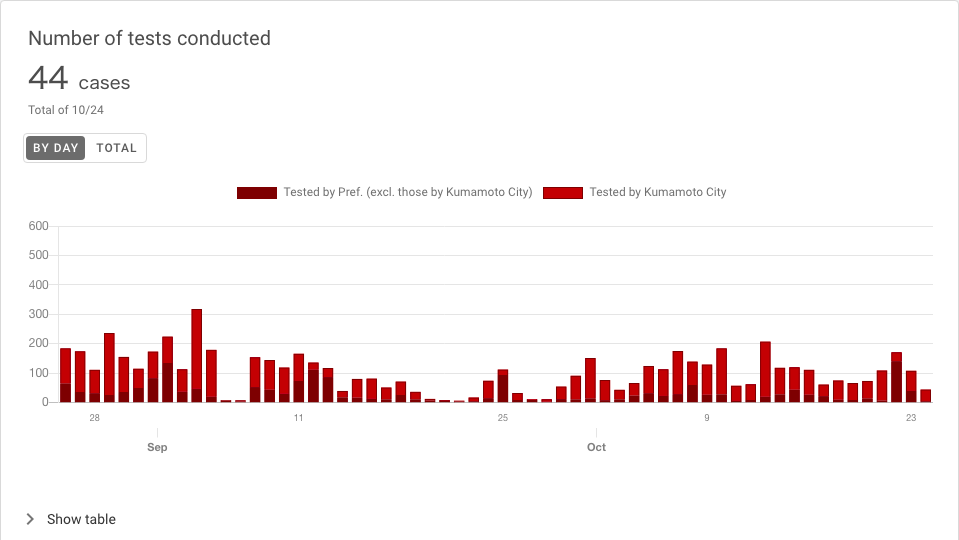 Number of tests conducted
44 cases
Total of 10/24
BY DAY TOTAL
Tested by Pref. (excl. those by Kumamoto City) Tested by Kumamoto City
600
500
400
300
200
100
0
28 11 25 9 23
Sep Oct
Show table